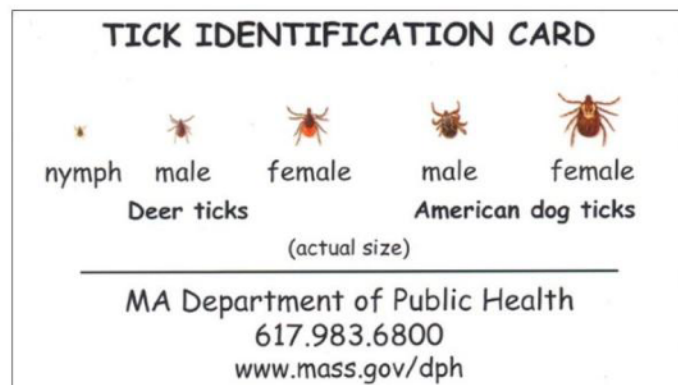 TICK IDENTIFICATION CARD
nymph male female male female
Deer ticks American dog ticks
(actual size)
MA Department of Public Health
617.983.6800
www.mass.gov/dph